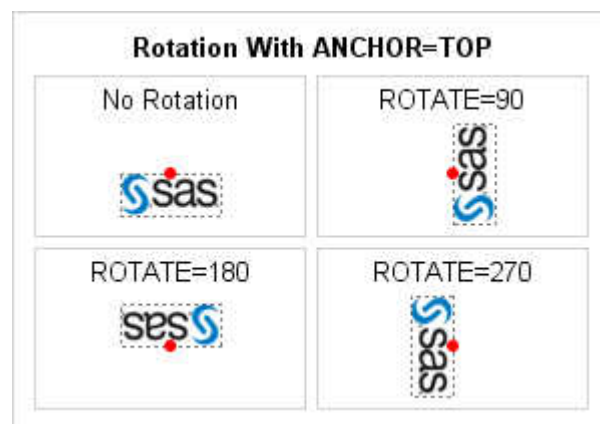 Rotation With ANCHOR=TOP
No Rotation
sas
ROTATE=90
sas
ROTATE=180
sas
ROTATE=270
sas